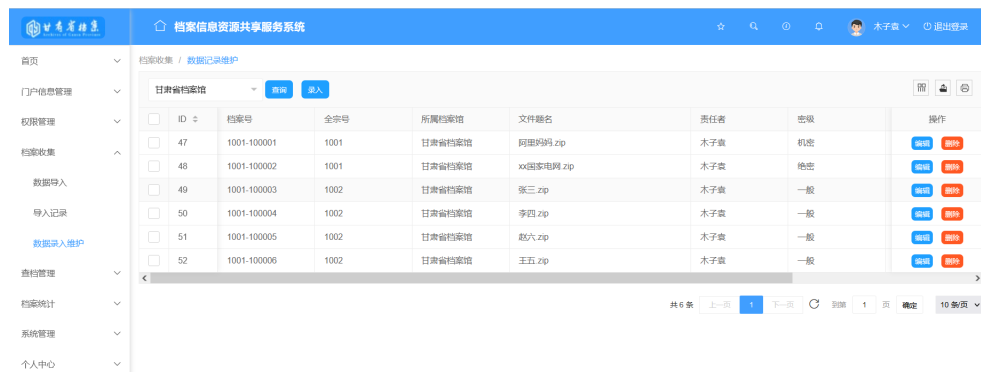 甘肃省档案
档案信息资源共享服务系统
木子袁
退出登录
首页
门户信息管理
权限管理
档案收集
数据导入
导入记录
数据录入维护
查档管理
档案统计
系统管理
个人中心
档案收集 / 数据记录维护
甘肃省档案馆 查询 录入
ID 档案号 全宗号 所属档案馆 文件题名 责任者 密级 操作
47 1001-100001 1001 甘肃省档案馆 阿里妈妈.zip 木子袁 机密 编辑 删除
48 1001-100002 1001 甘肃省档案馆 xx国家电网.zip 木子袁 绝密 编辑 删除
49 1001-100003 1002 甘肃省档案馆 张三.zip 木子袁 一般 编辑 删除
50 1001-100004 1002 甘肃省档案馆 李四.zip 木子袁 一般 编辑 删除
51 1001-100005 1002 甘肃省档案馆 赵六.zip 木子袁 一般 编辑 删除
52 1001-100006 1002 甘肃省档案馆 王五.zip 木子袁 一般 编辑 删除
共 6 条 上一页 1 下一页 到第 1 页 确定 10 条/页